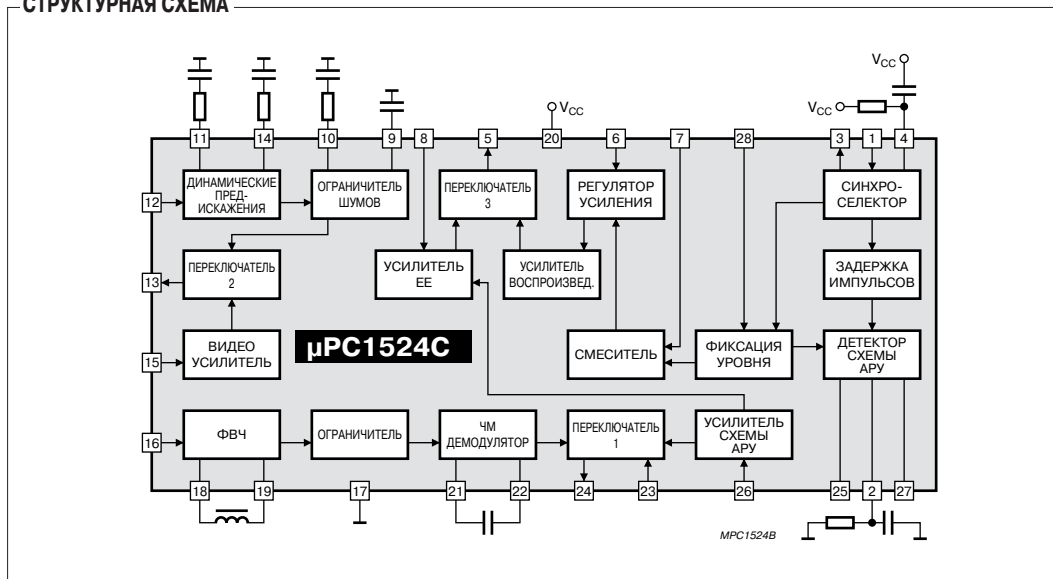 СТРУКТУРНАЯ СХЕМА
VCC
VCC
VCC
11
14
10
9
8
5
20
6
7
28
3
1
4
12
ДИНАМИЧЕСКИЕ
ПРЕД-
ИСКАЖЕНИЯ
ОГРАНИЧИТЕЛЬ
ШУМОВ
ПЕРЕКЛЮЧАТЕЛЬ
3
РЕГУЛЯТОР
УСИЛЕНИЯ
СИНХРО-
СЕЛЕКТОР
13
ПЕРЕКЛЮЧАТЕЛЬ
2
УСИЛИТЕЛЬ
ЕЕ
УСИЛИТЕЛЬ
ВОСПРОИЗВЕД.
ЗАДЕРЖКА
ИМПУЛЬСОВ
15
ВИДЕО
УСИЛИТЕЛЬ
µPC1524C
СМЕСИТЕЛЬ
ФИКСАЦИЯ
УРОВНЯ
ДЕТЕКТОР
СХЕМЫ
АРУ
16
ФВЧ
ОГРАНИЧИТЕЛЬ
ЧМ
ДЕМОДУЛЯТОР
ПЕРЕКЛЮЧАТЕЛЬ
1
УСИЛИТЕЛЬ
СХЕМЫ
АРУ
18
19
17
21
22
24
23
26
25
2
27
MPC1524B